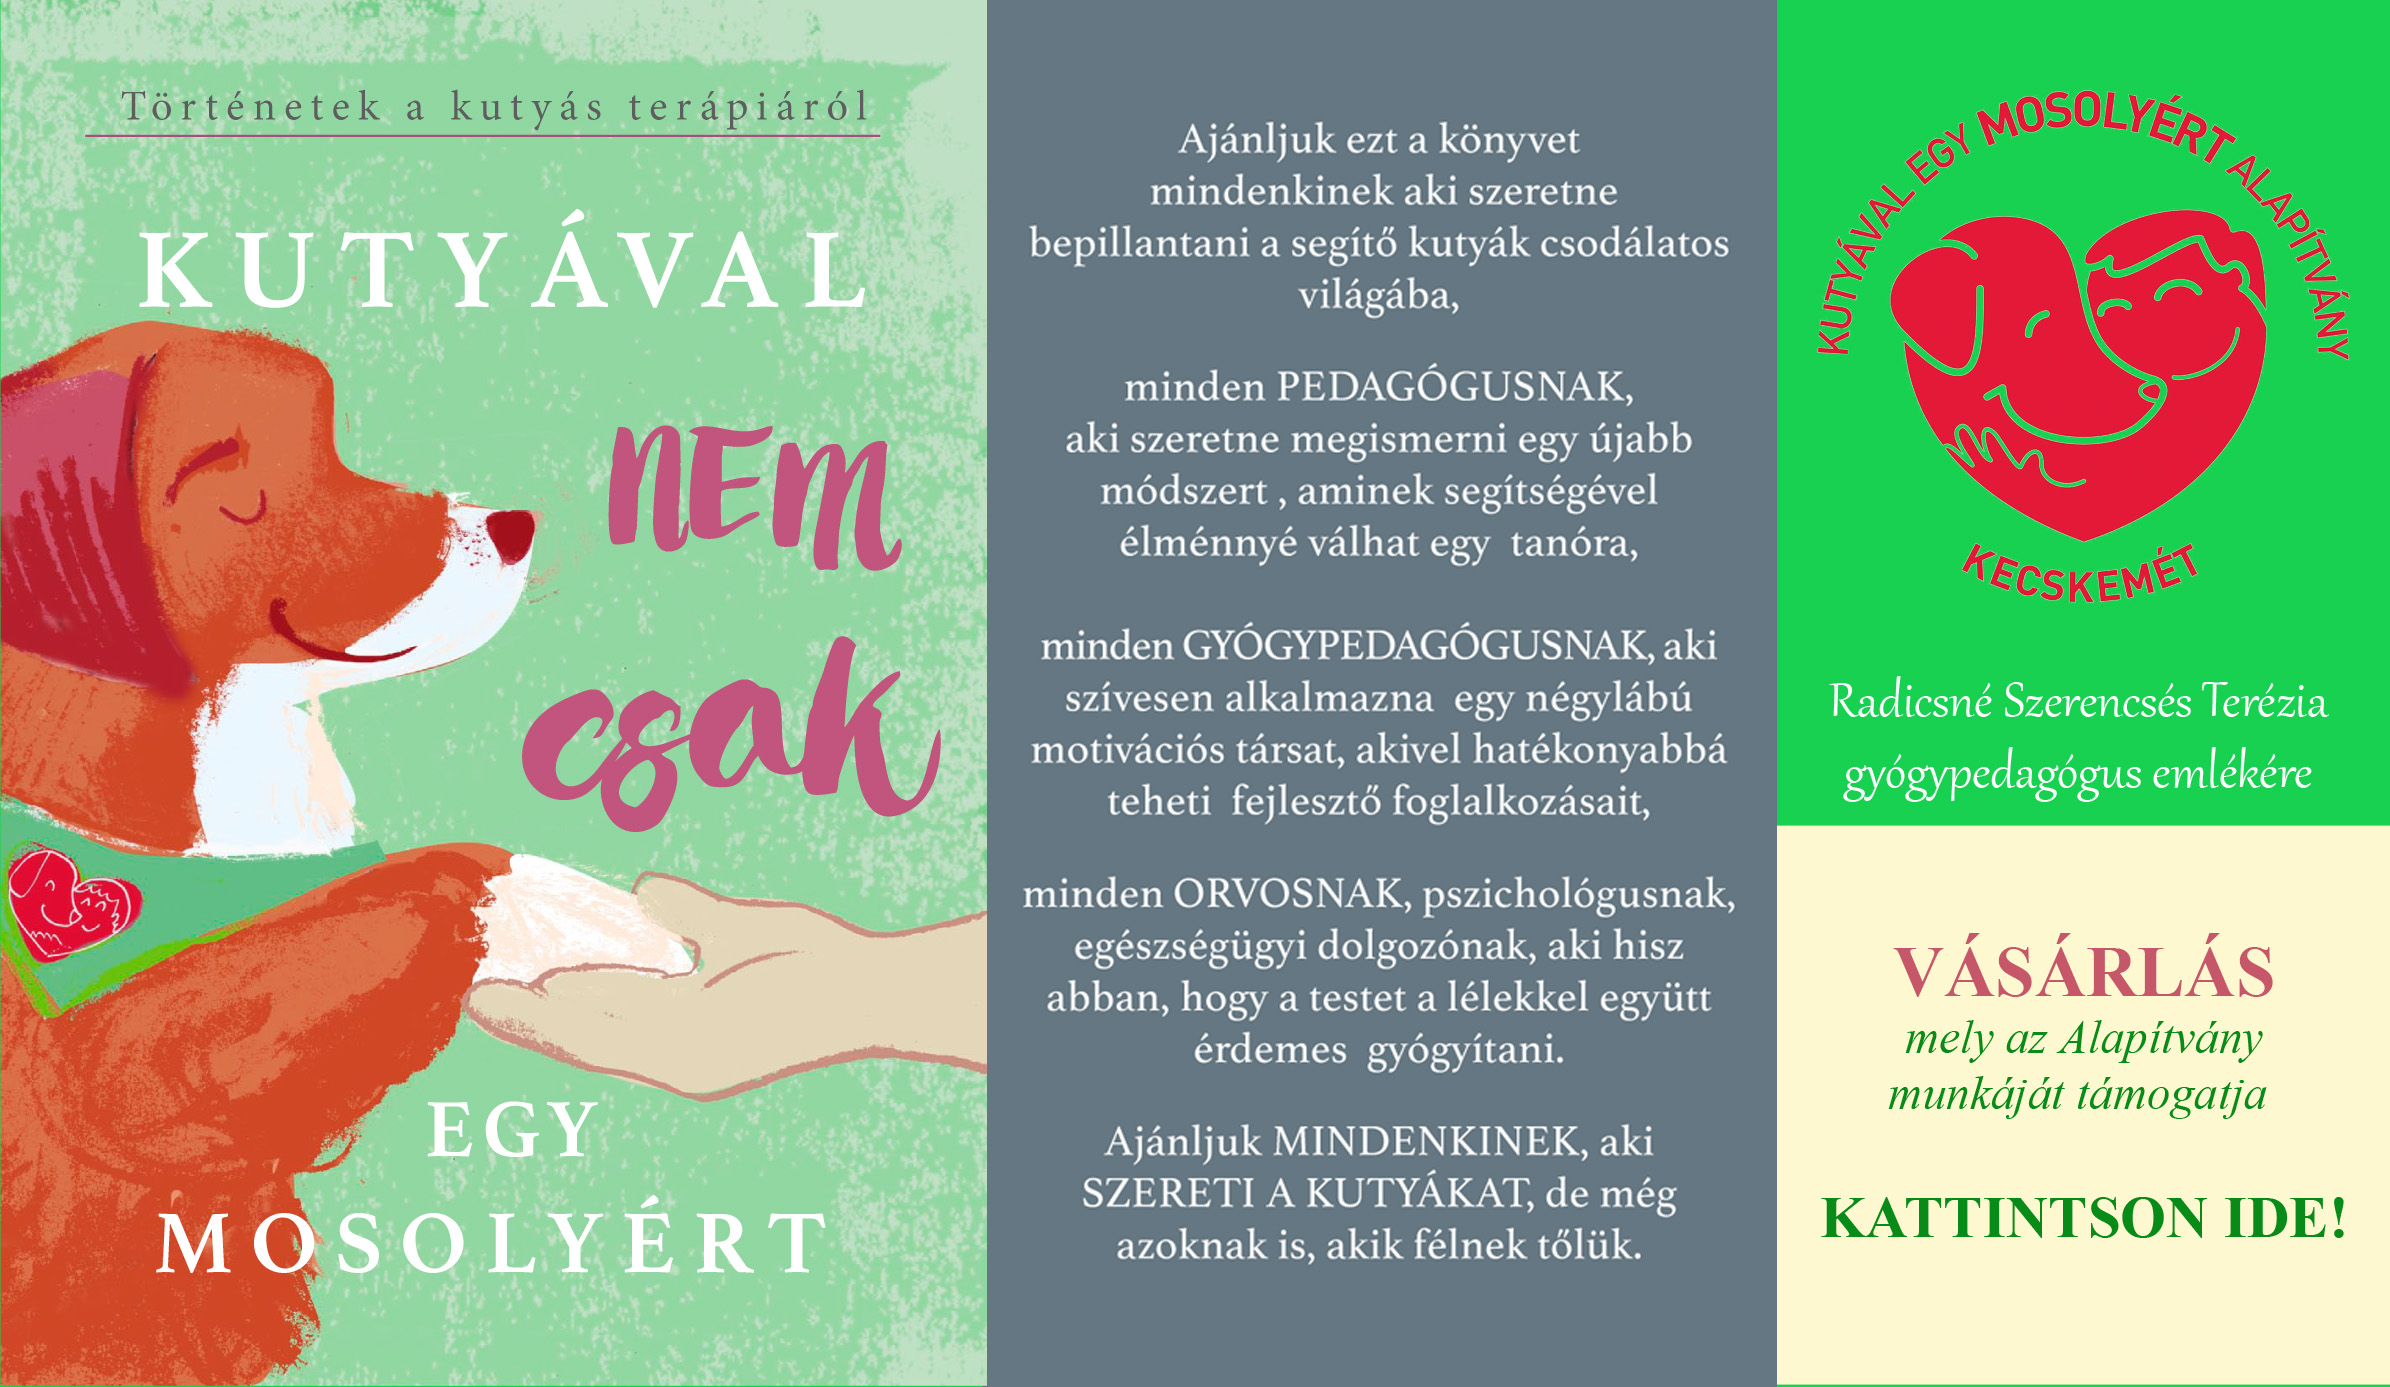 Történetek a kutyás terápiáról
KUTYÁVAL
NEM
csak
EGY
MOSOLYÉRT
Ajánljuk ezt a könyvet
mindenkinek aki szeretne
bepillantani a segítő kutyák csodálatos
világába,
minden PEDAGÓGUSNAK,
aki szeretne megismerni egy újabb
módszert , aminek segítségével
élménnyé válhat egy tanóra,
minden GYÓGYPEDAGÓGUSNAK, aki
szívesen alkalmazna egy négylábú
motivációs társat, akivel hatékonyabbá
teheti fejlesztő foglalkozásait,
minden ORVOSNAK, pszichológusnak,
egészségügyi dolgozónak, aki hisz
abban, hogy a testet a lélekkel együtt
érdemes gyógyítani.
Ajánljuk MINDENKINEK, aki
SZERETI A KUTYÁKAT, de még
azoknak is, akik félnek tőlük.
KUTYÁVAL EGY MOSOLYÉRT ALAPÍTVÁNY
KECSKEMÉT
Radicsné Szerencsés Terézia
gyógypedagógus emlékére
VÁSÁRLÁS
mely az Alapítvány
munkáját támogatja
KATTINTSON IDE!